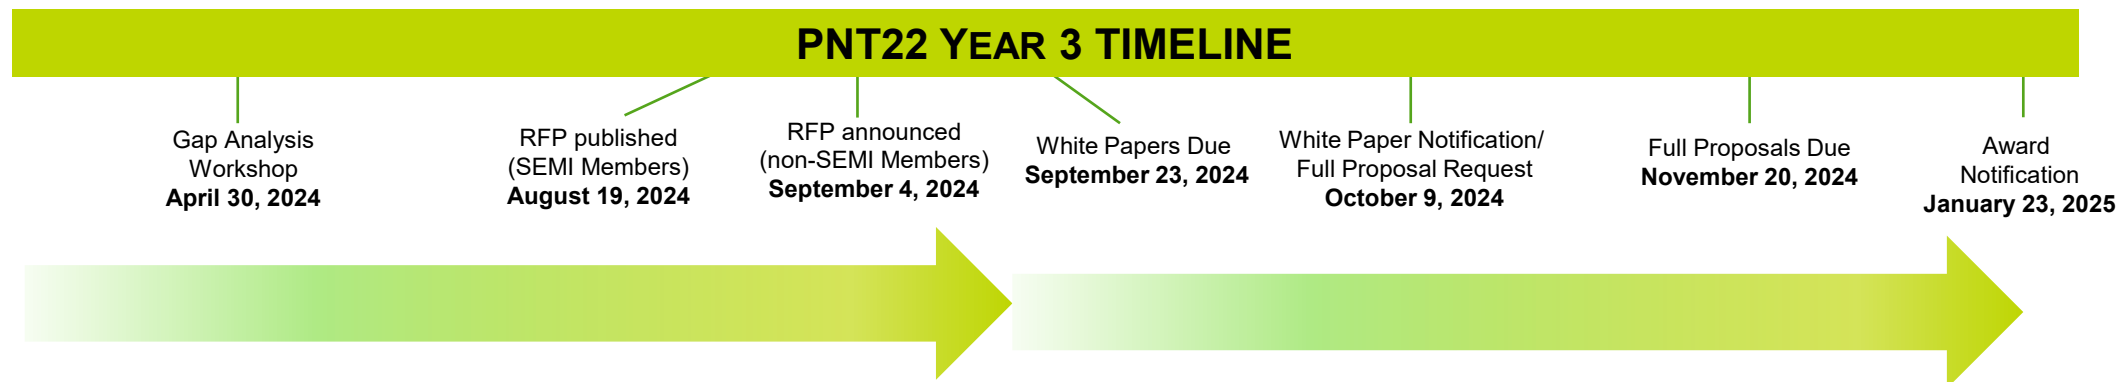 PNT22 YEAR 3 TIMELINE
Gap Analysis
Workshop
April 30, 2024
RFP published
(SEMI Members)
August 19, 2024
RFP announced
(non-SEMI Members)
September 4, 2024
White Papers Due
September 23, 2024
White Paper Notification/
Full Proposal Request
October 9, 2024
Full Proposals Due
November 20, 2024
Award
Notification
January 23, 2025